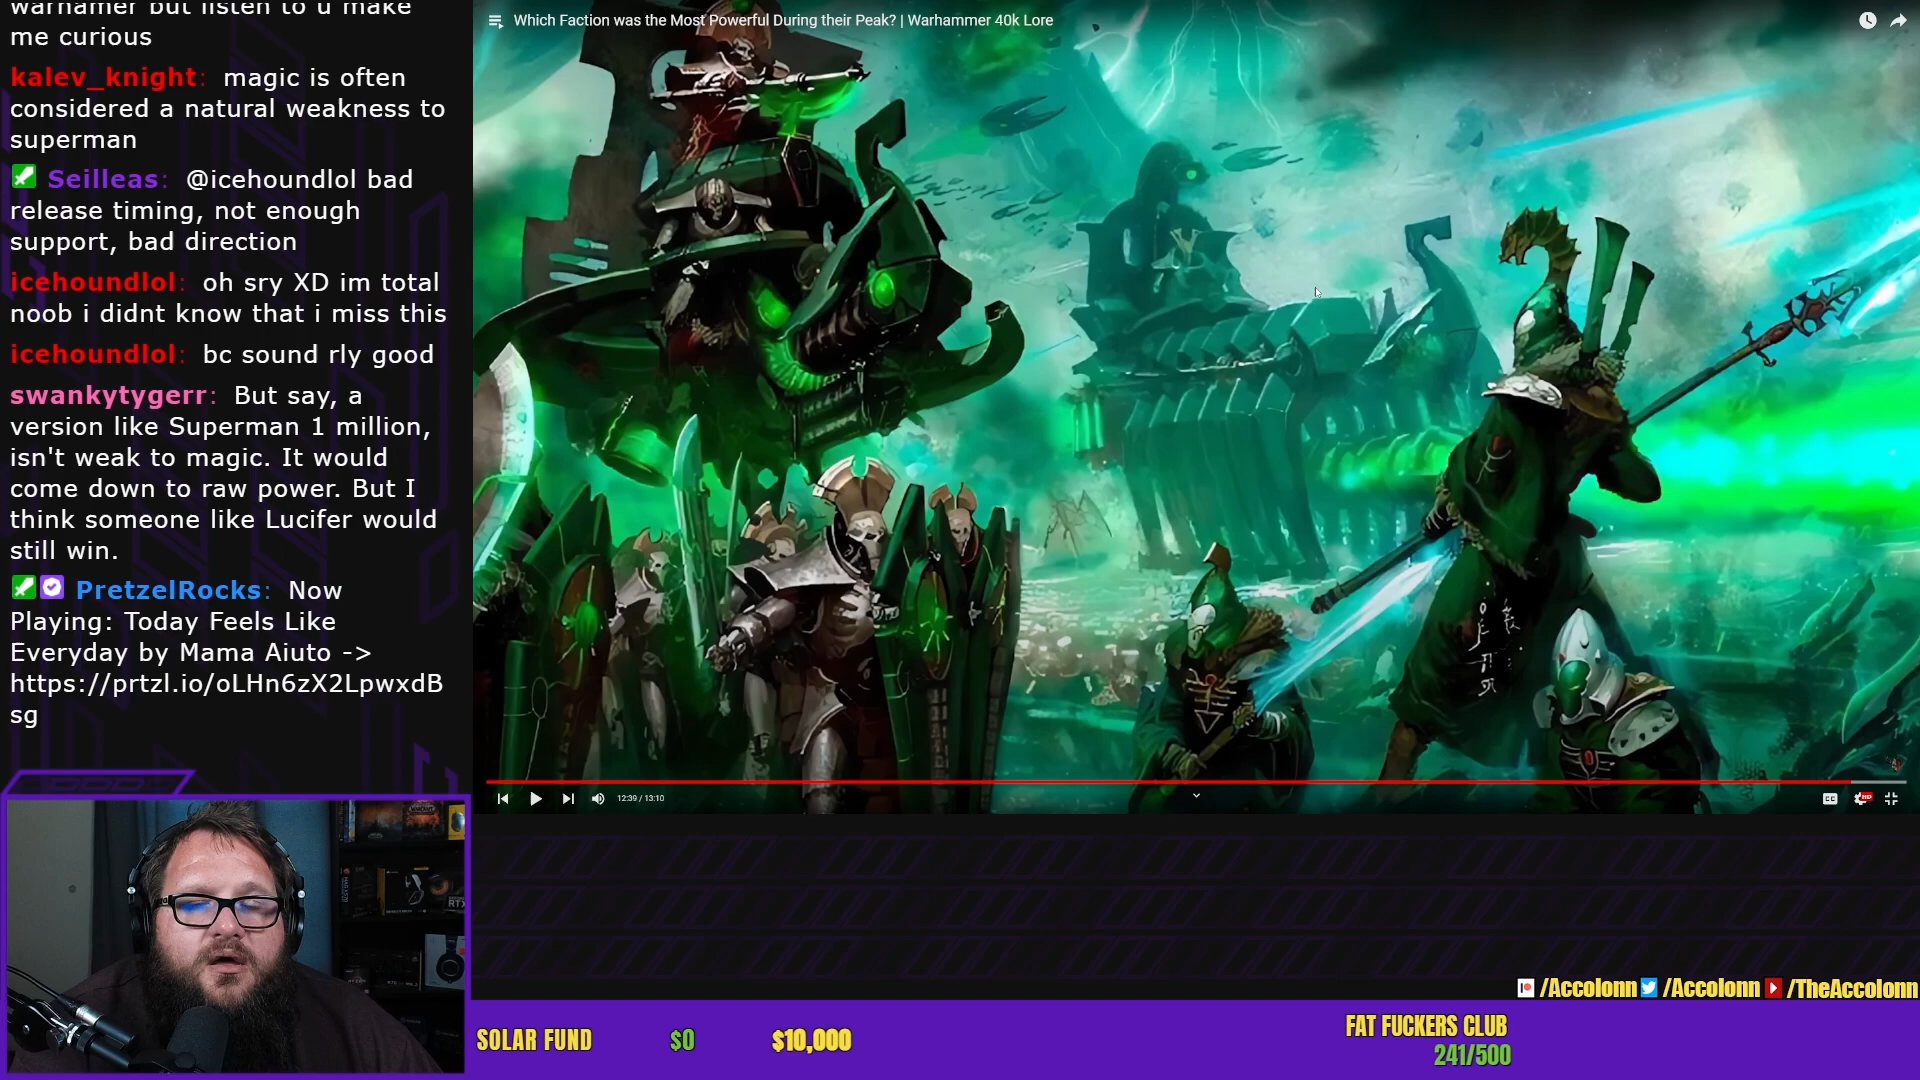 warhamer but listen to u make
me curious
kalev_knight: magic is often
considered a natural weakness to
superman
Seilleas: @icehoundlol bad
release timing, not enough
support, bad direction
icehoundlol: oh sry XD im total
noob i didnt know that i miss this
icehoundlol: bc sound rly good
swankytygerr: But say, a
version like Superman 1 million,
isn't weak to magic. It would
come down to raw power. But I
think someone like Lucifer would
still win.
PretzelRocks: Now
Playing: Today Feels Like
Everyday by Mama Aiuto ->
https://prtzl.io/oLHn6zX2LpwxdB
sg
Which Faction was the Most Powerful During their Peak? | Warhammer 40k Lore
12:39 / 13:10
CC
HD
/Accolonn /Accolonn /TheAccolonn
SOLAR FUND $0 $10,000
FAT FUCKERS CLUB
241/500